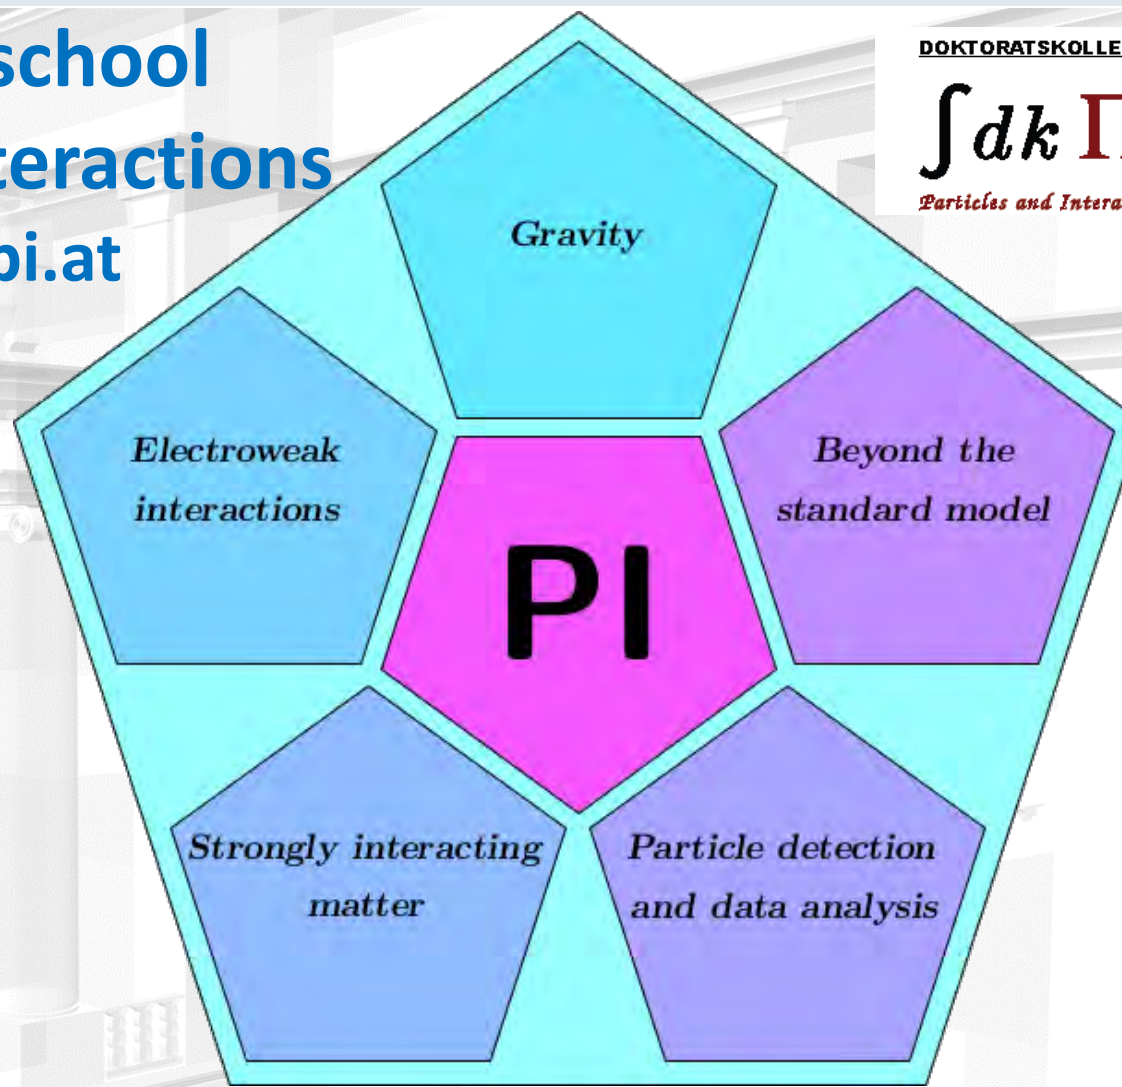 school
teractions
pi.at
DOKTORATSKOLLE
∫dk Π
Particles and Intera
Gravity
Electroweak
interactions
Beyond the
standard model
PI
Strongly interacting
matter
Particle detection
and data analysis